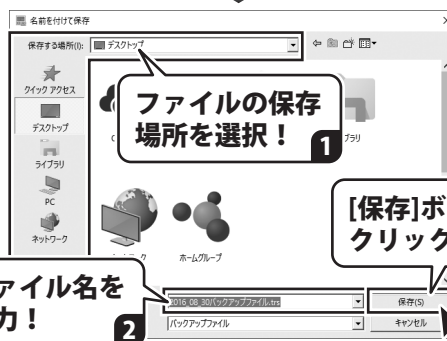 名前を付けて保存
保存する場所(I):
デスクトップ
クイック アクセス
デスクトップ
ライブラリ
PC
ネットワーク
ファイルの保存
場所を選択！
1
ブラリ
ホームグループ
[保存]ボ
クリック
ァイル名を
力！
2
2016_08_30バックアップファイル.trs
保存(S)
バックアップファイル
キャンセル